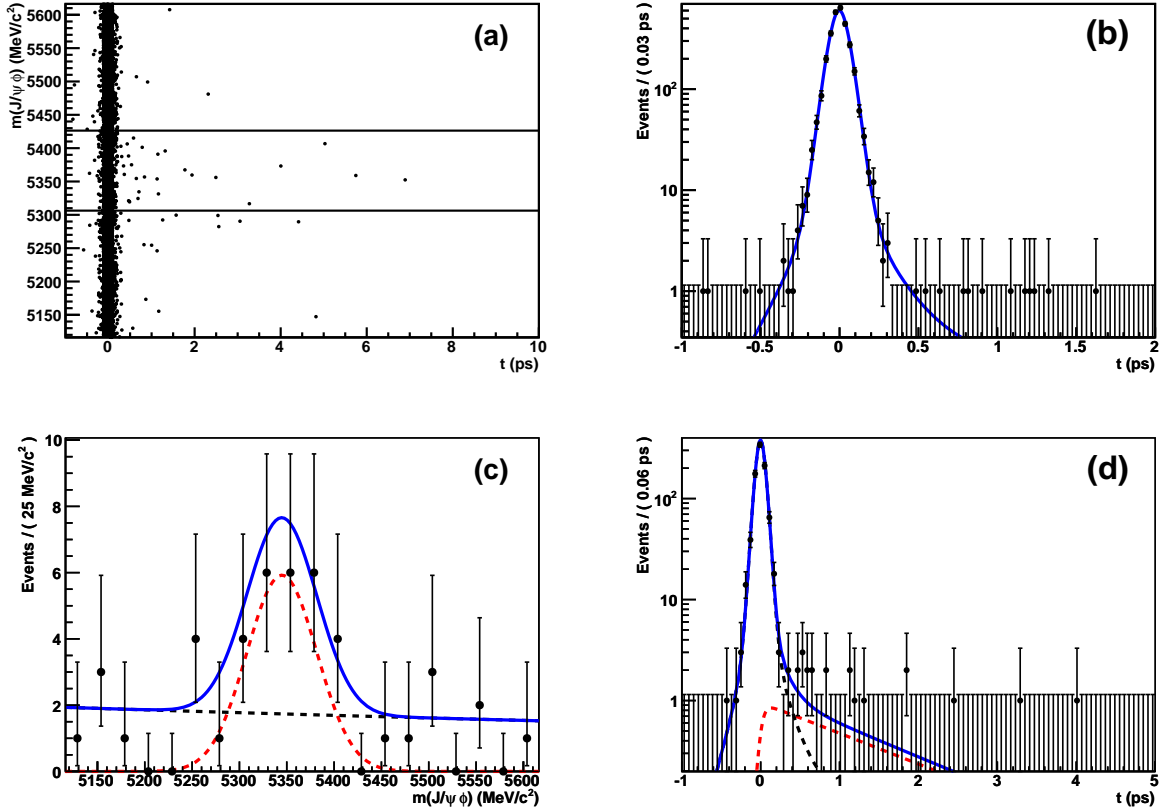 m(J/ψ φ) (MeV/c²)
5600
5550
5500
5450
5400
5350
5300
5250
5200
5150
(a)
0 2 4 6 8 10
t (ps)
Events / ( 0.03 ps )
10²
10
1
(b)
-1 -0.5 0 0.5 1 1.5 2
t (ps)
Events / ( 25 MeV/c² )
10
8
6
4
2
0
(c)
5150 5200 5250 5300 5350 5400 5450 5500 5550 5600
m(J/ψ φ) (MeV/c²)
Events / ( 0.06 ps )
10²
10
1
(d)
-1 0 1 2 3 4 5
t (ps)